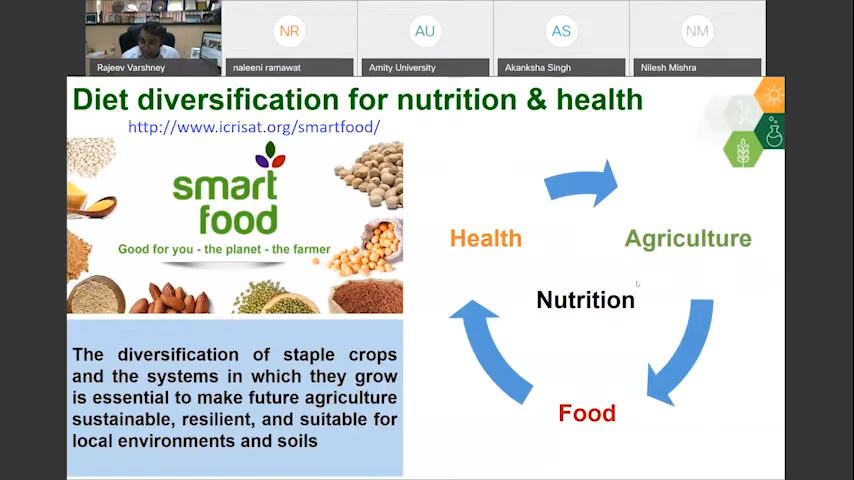 NR
AU
AS
NM
Rajeev Varshney
naleeni ramawat
Amity University
Akanksha Singh
Nilesh Mishra
Diet diversification for nutrition & health
http://www.icrisat.org/smartfood/
smart
food
Good for you - the planet - the farmer
The diversification of staple crops
and the systems in which they grow
is essential to make future agriculture
sustainable, resilient, and suitable for
local environments and soils
Health
Agriculture
Nutrition
Food